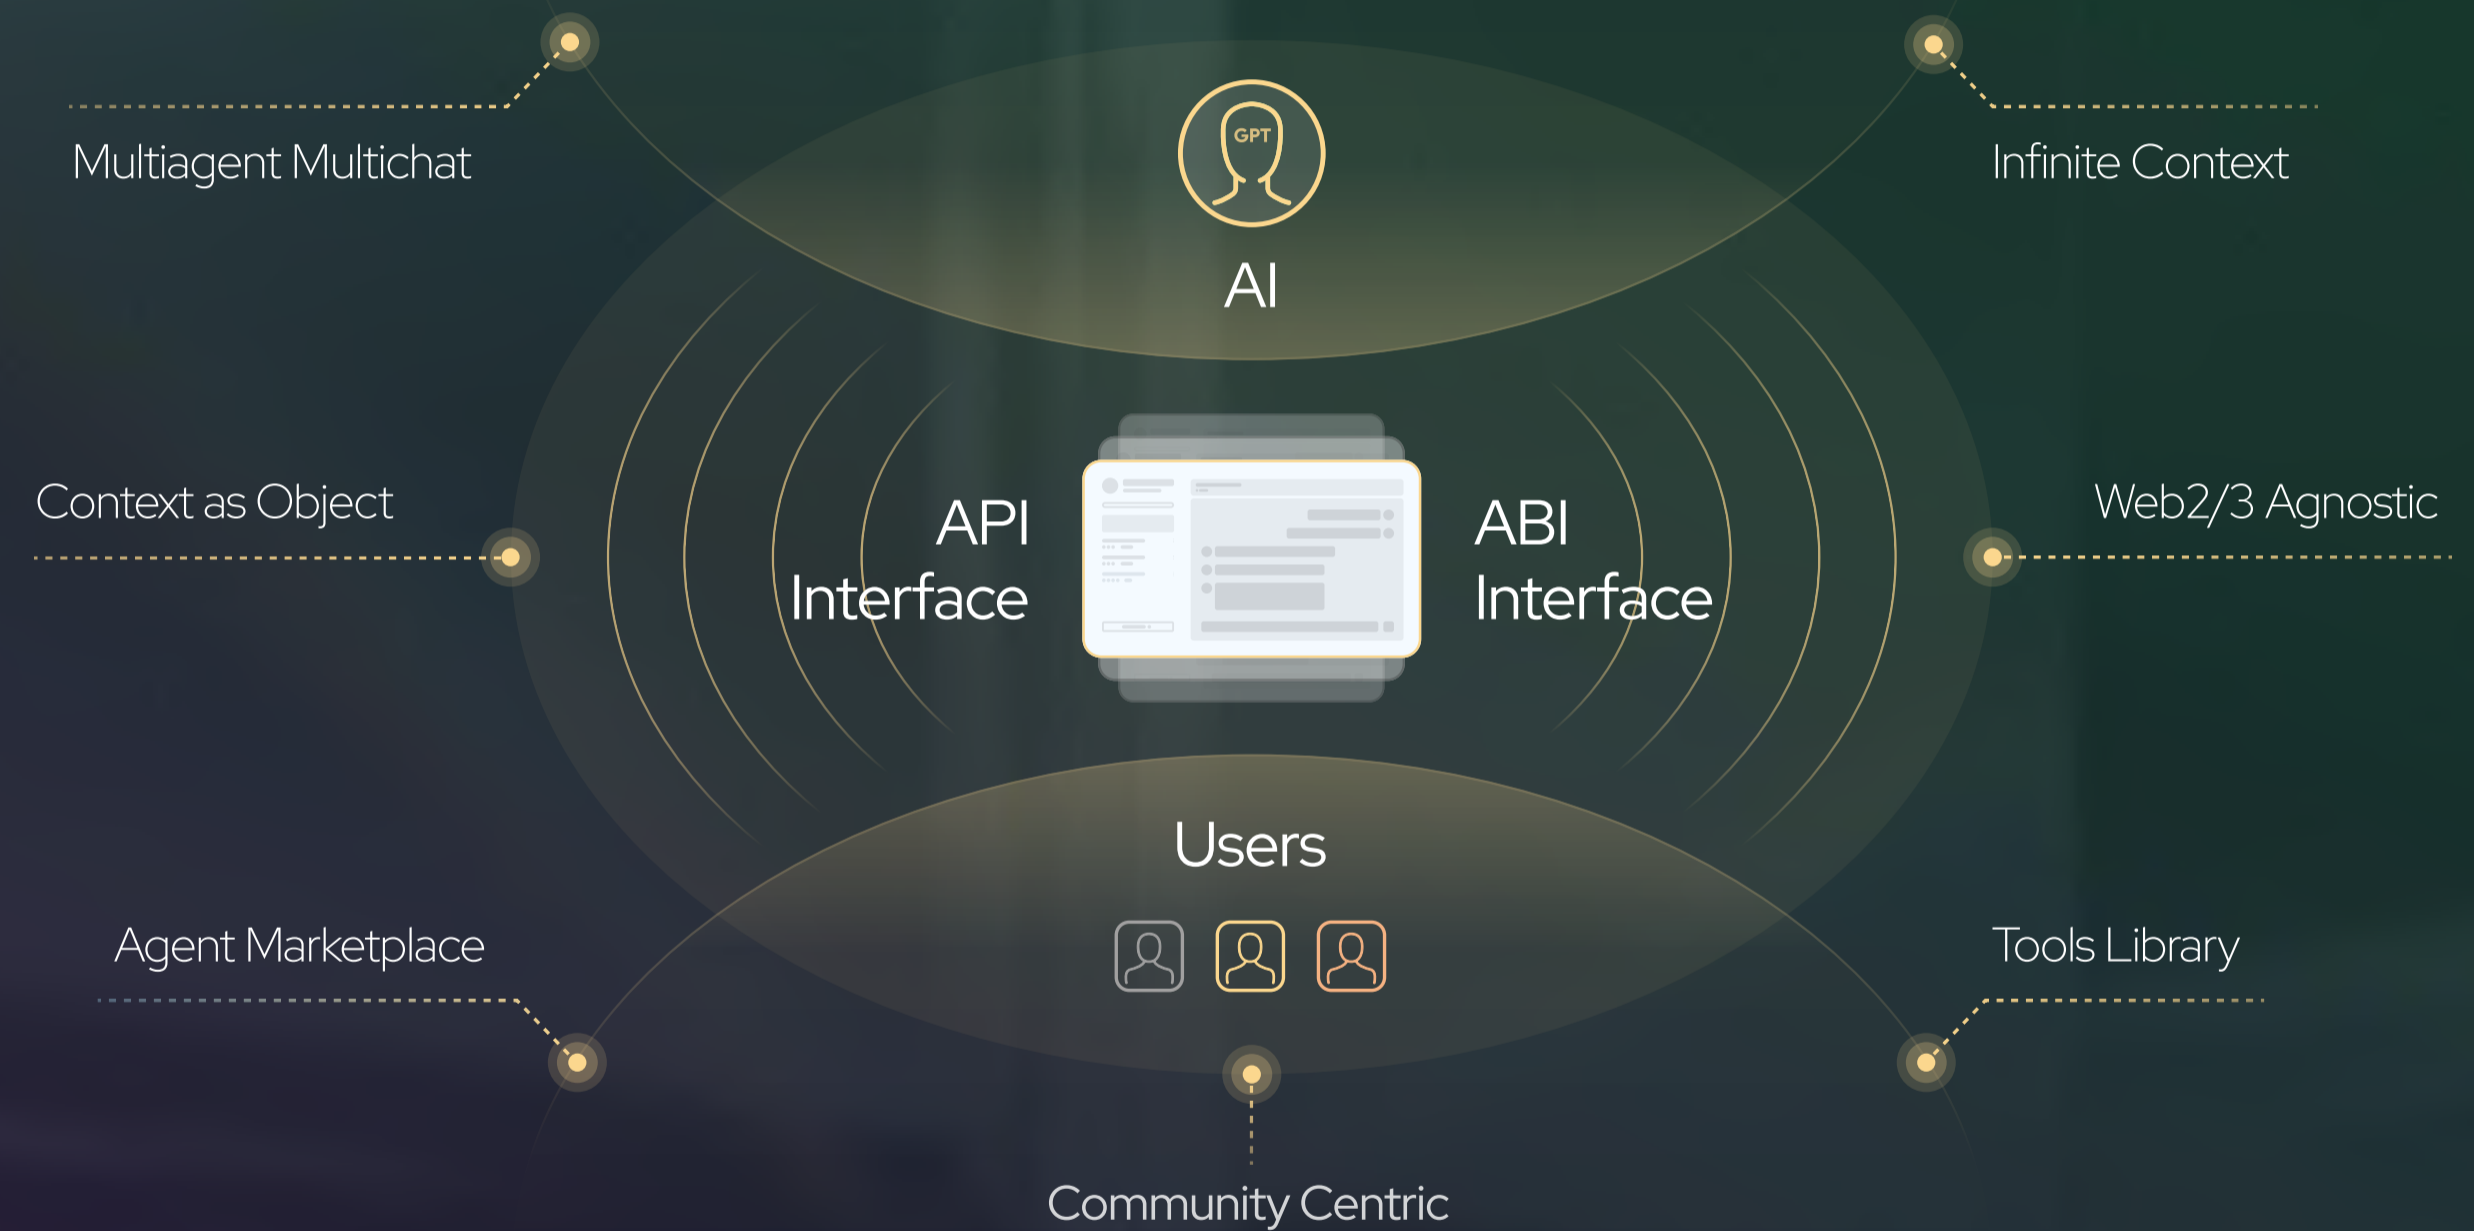 Multiagent Multichat
GPT
Infinite Context
AI
Context as Object
API
Interface
ABI
Interface
Web2/3 Agnostic
Users
Agent Marketplace
Tools Library
Community Centric